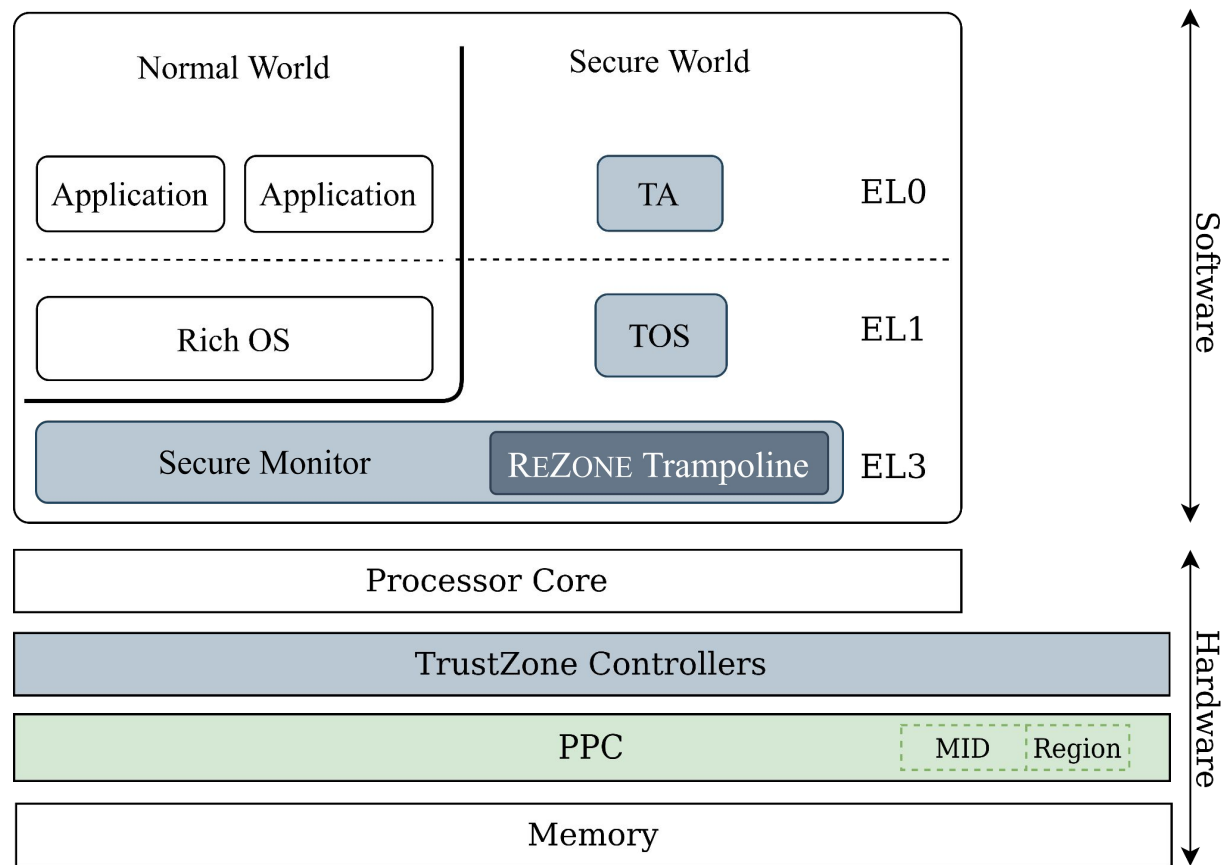 Normal World
Secure World
Application
Application
TA
EL0
Rich OS
TOS
EL1
Secure Monitor
REZONE Trampoline
EL3
Software
Processor Core
TrustZone Controllers
PPC
MID
Region
Memory
Hardware